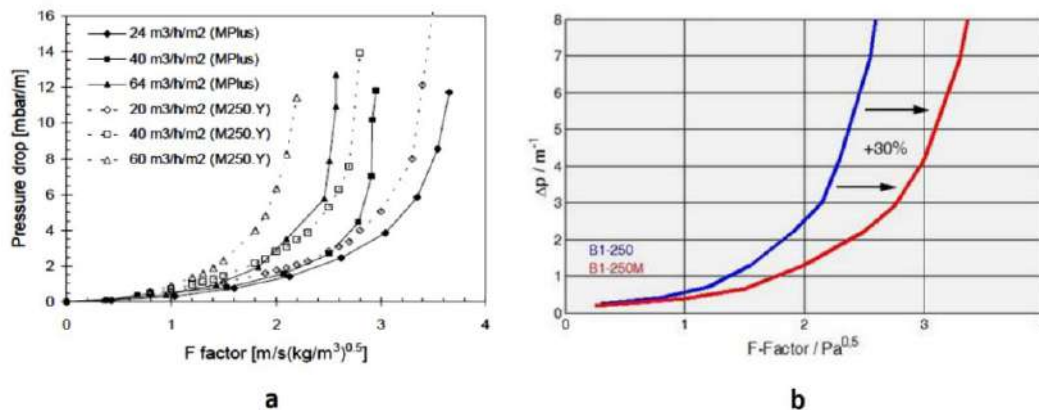 16
14
12
10
8
6
4
2
0
Pressure drop [mbar/m]
24 m3/h/m2 (MPlus)
40 m3/h/m2 (MPlus)
64 m3/h/m2 (MPlus)
20 m3/h/m2 (M250.Y)
40 m3/h/m2 (M250.Y)
60 m3/h/m2 (M250.Y)
0 1 2 3 4
F factor [m/s(kg/m³)⁰·⁵]
a
8
7
6
5
4
3
2
1
0
Δp / m⁻¹
+30%
B1-250
B1-250M
0 1 2 3
F-Factor / Pa⁰·⁵
b